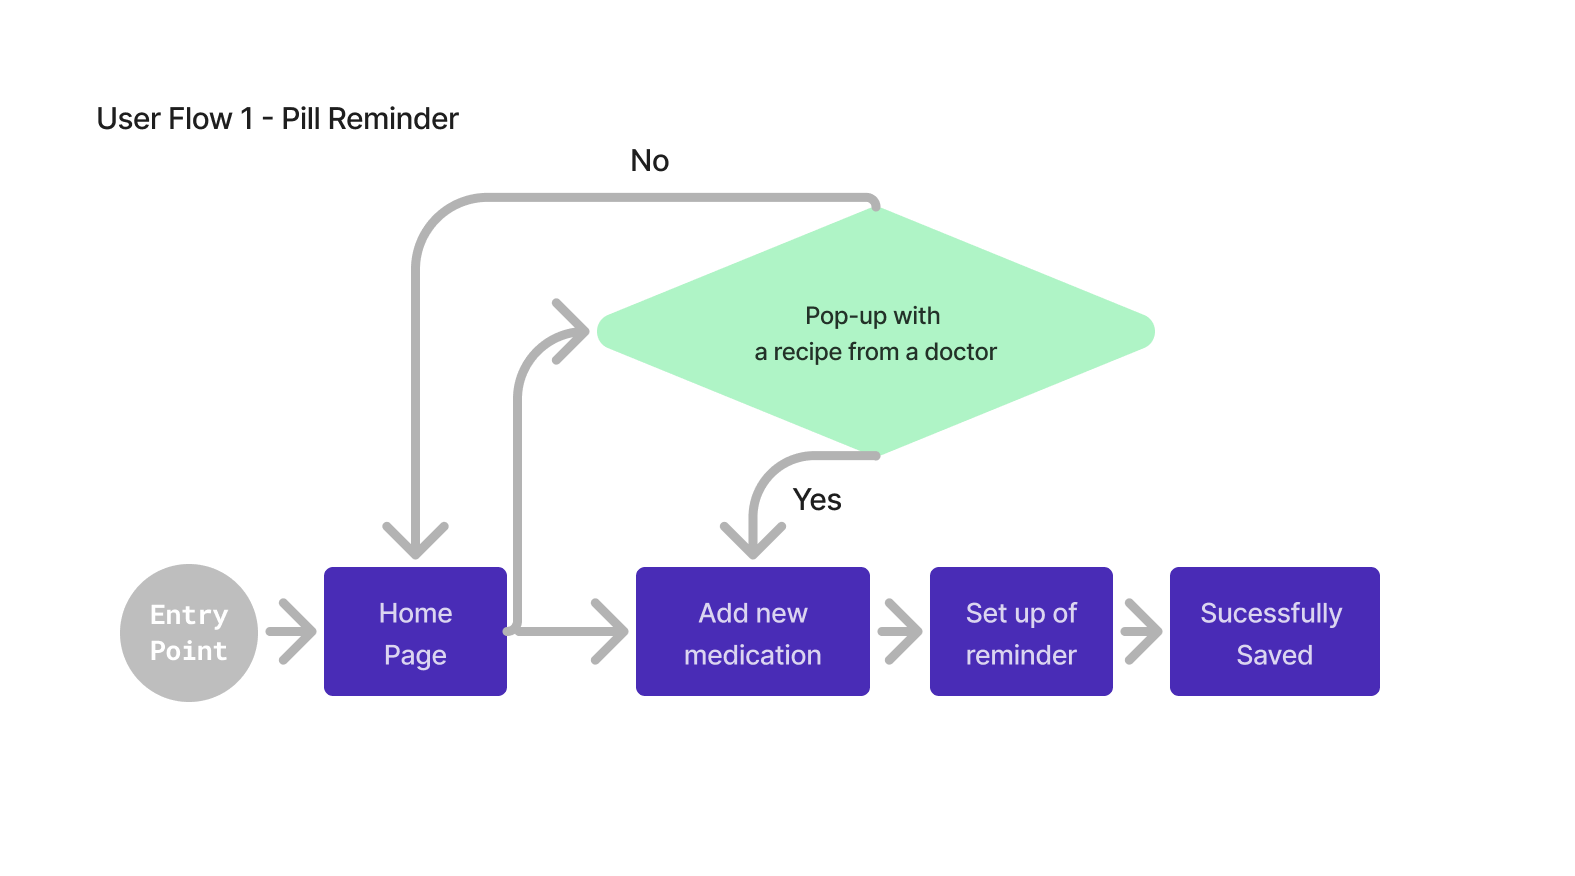 User Flow 1 - Pill Reminder
No
Pop-up with
a recipe from a doctor
Yes
Entry
Point
Home
Page
Add new
medication
Set up of
reminder
Sucessfully
Saved